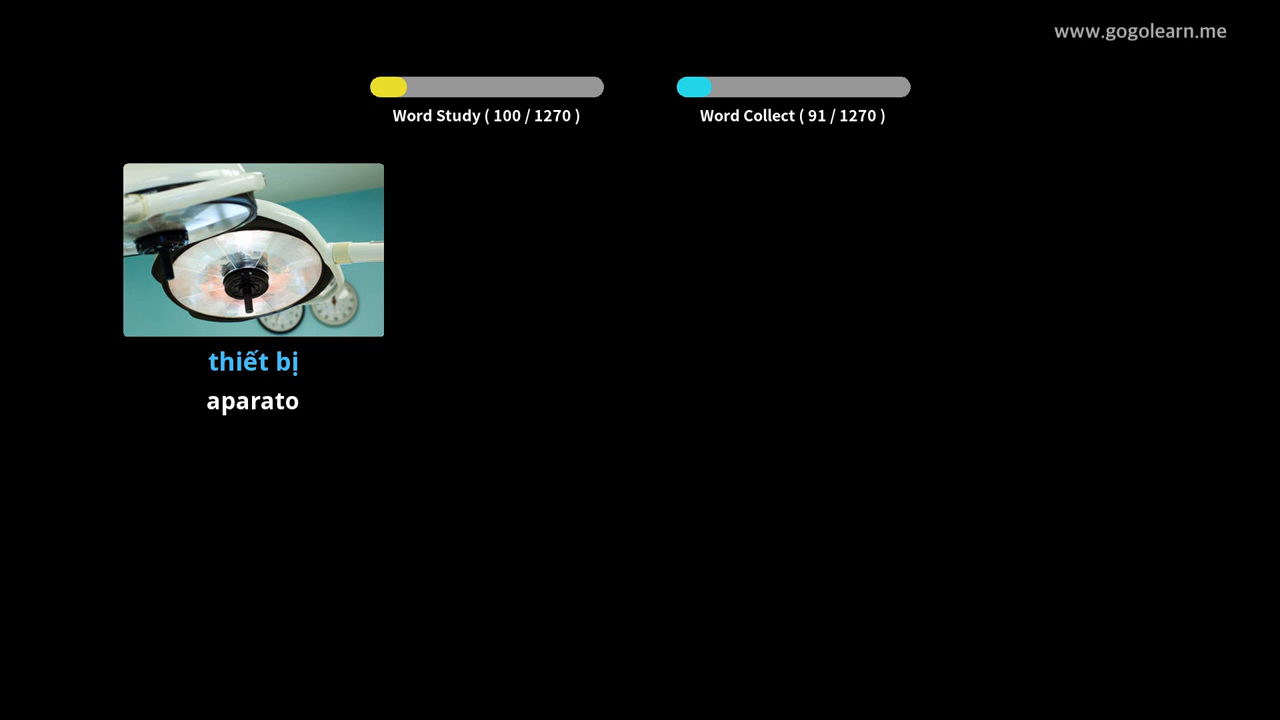 www.gogolearn.me
Word Study ( 100 / 1270 )
Word Collect ( 91 / 1270 )
thiết bị
aparato